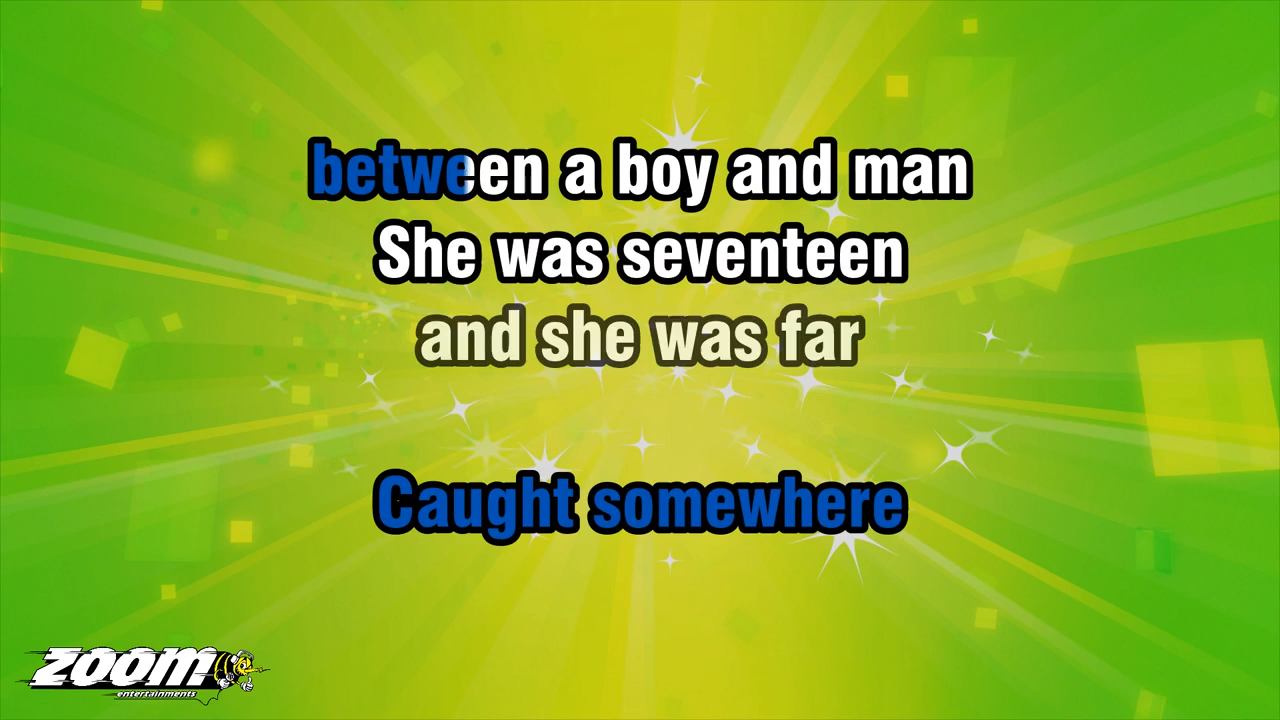 between a boy and man
She was seventeen
and she was far
Caught somewhere
ZOOM
entertainments